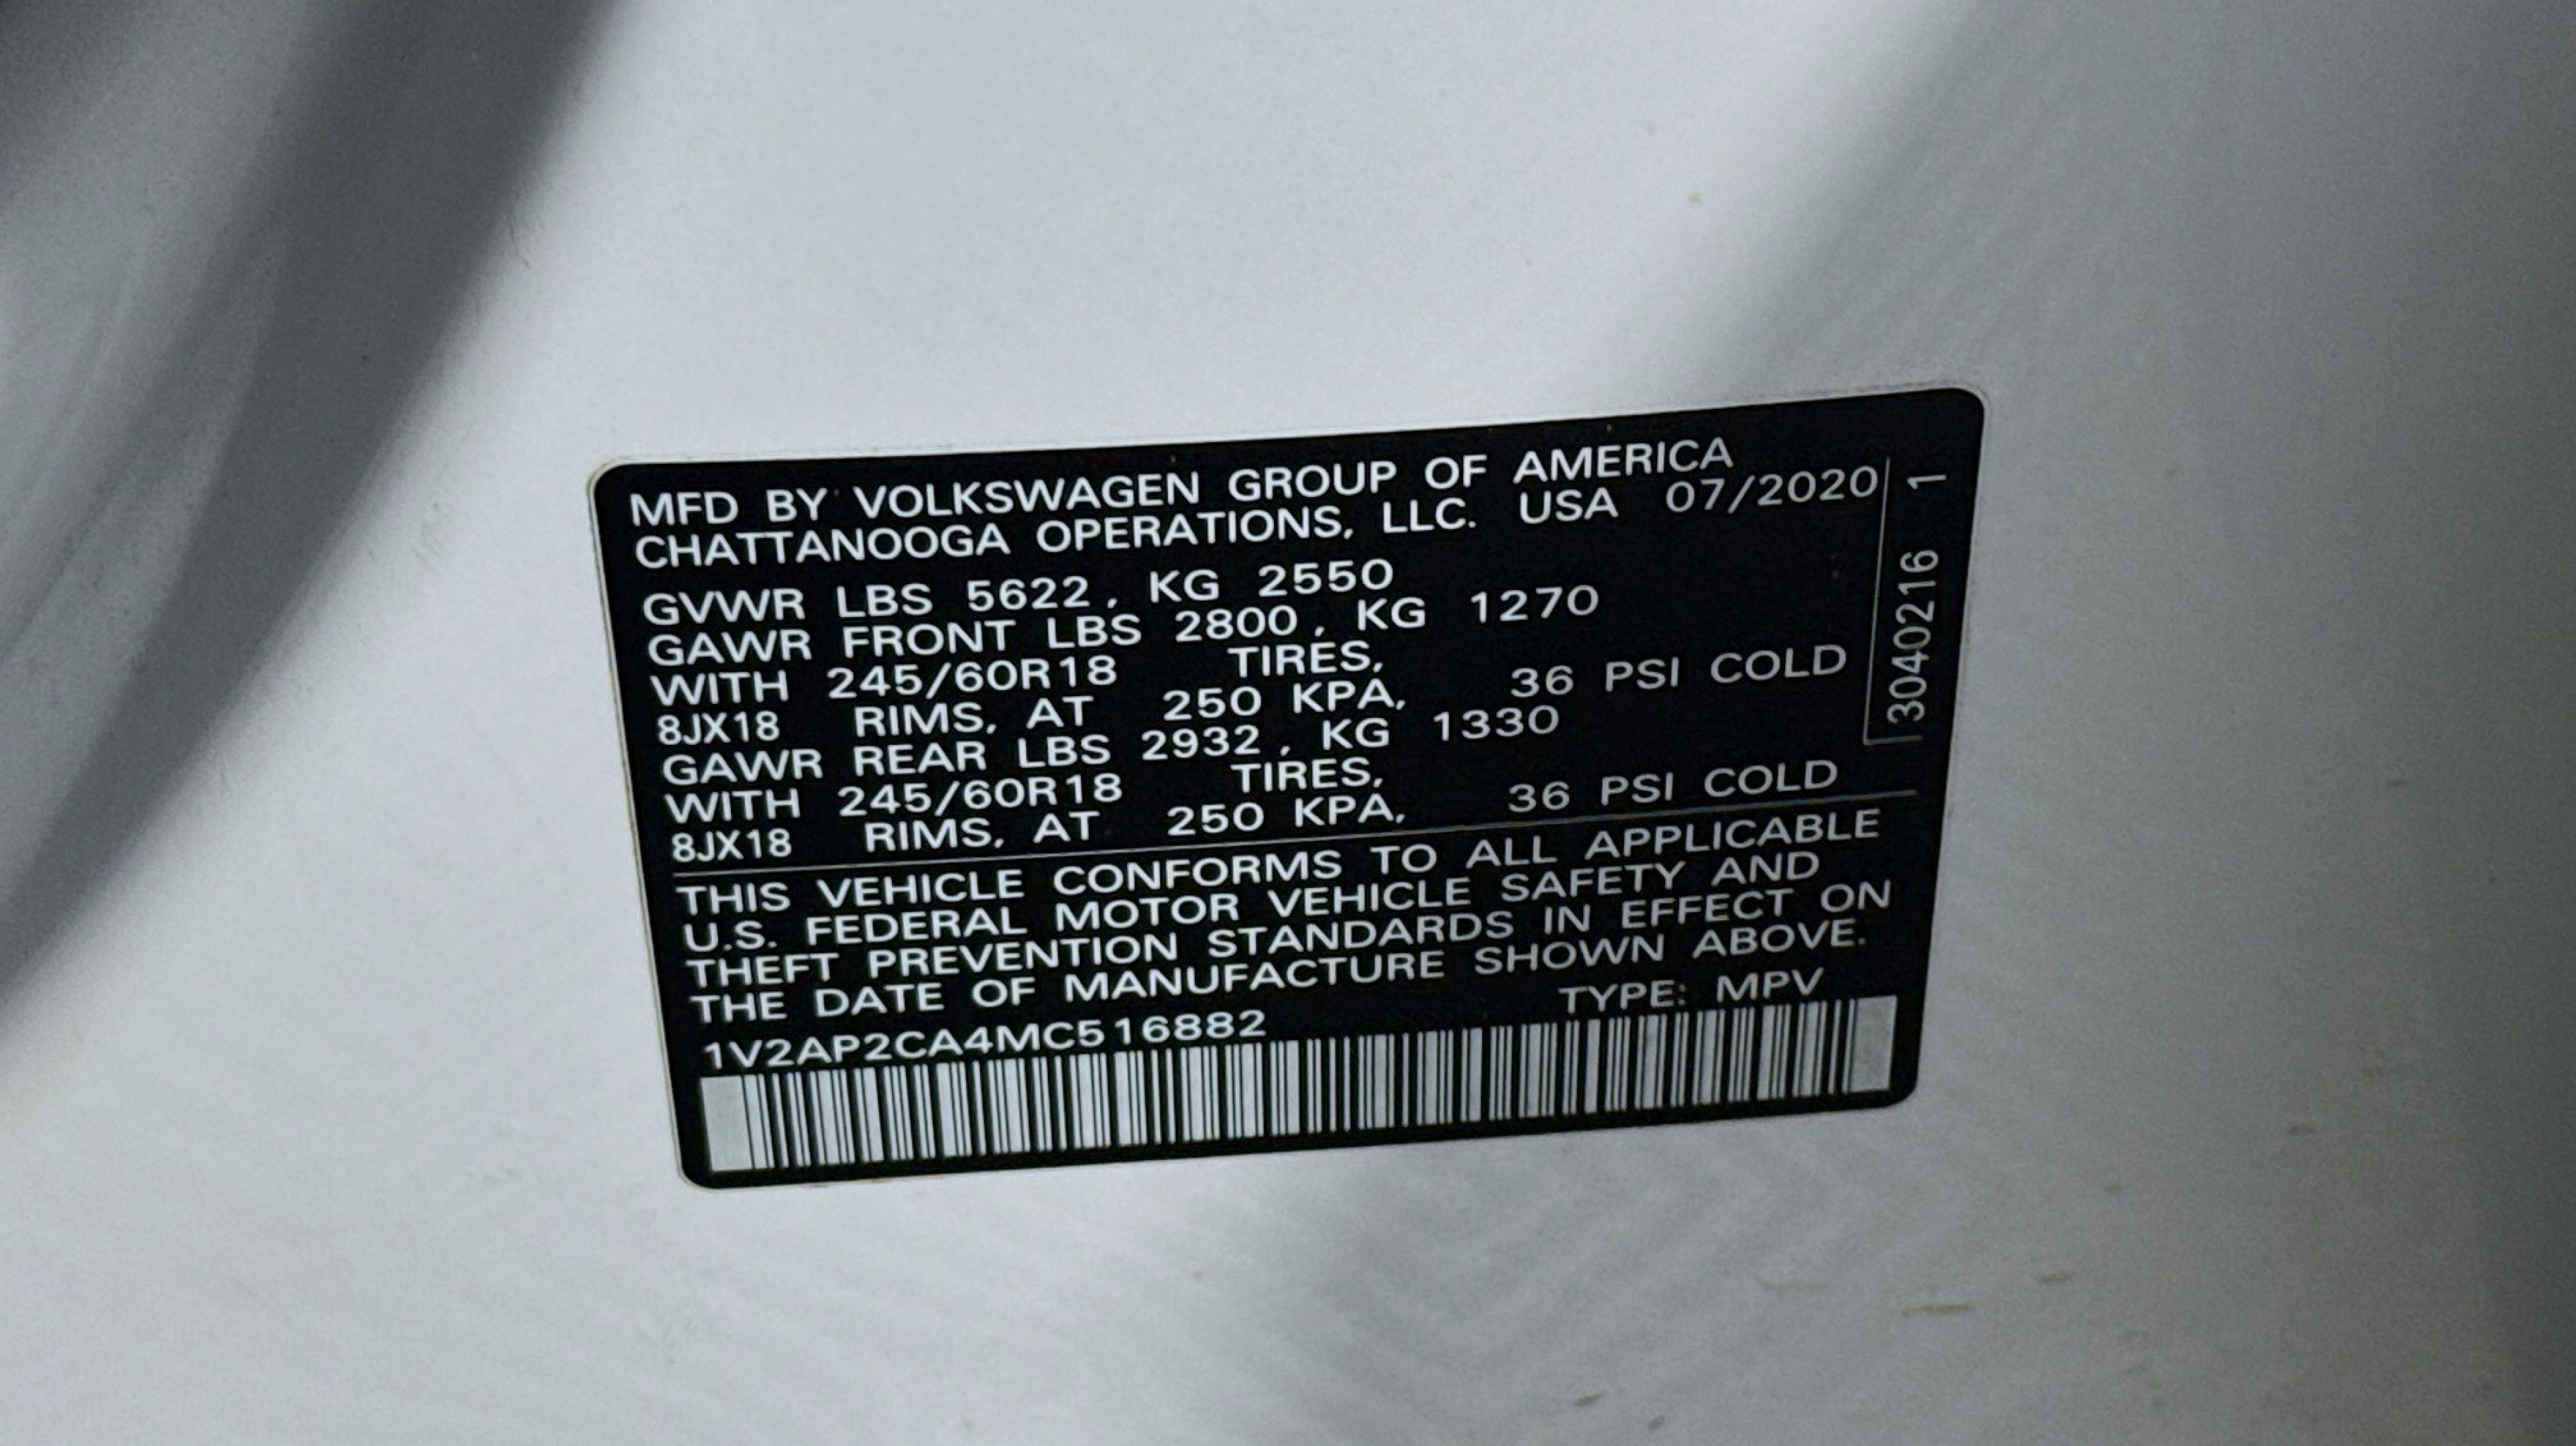 MFD BY VOLKSWAGEN GROUP OF AMERICA
CHATTANOOGA OPERATIONS, LLC. USA 07/2020
GVWR LBS 5622, KG 2550
GAWR FRONT LBS 2800, KG 1270
WITH 245/60R18 TIRES,
8JX18 RIMS, AT 250 KPA, 36 PSI COLD
GAWR REAR LBS 2932, KG 1330
WITH 245/60R18 TIRES,
8JX18 RIMS, AT 250 KPA, 36 PSI COLD
THIS VEHICLE CONFORMS TO ALL APPLICABLE
U.S. FEDERAL MOTOR VEHICLE SAFETY AND
THEFT PREVENTION STANDARDS IN EFFECT ON
THE DATE OF MANUFACTURE SHOWN ABOVE.
1V2AP2CA4MC516882 TYPE: MPV
3040216 1